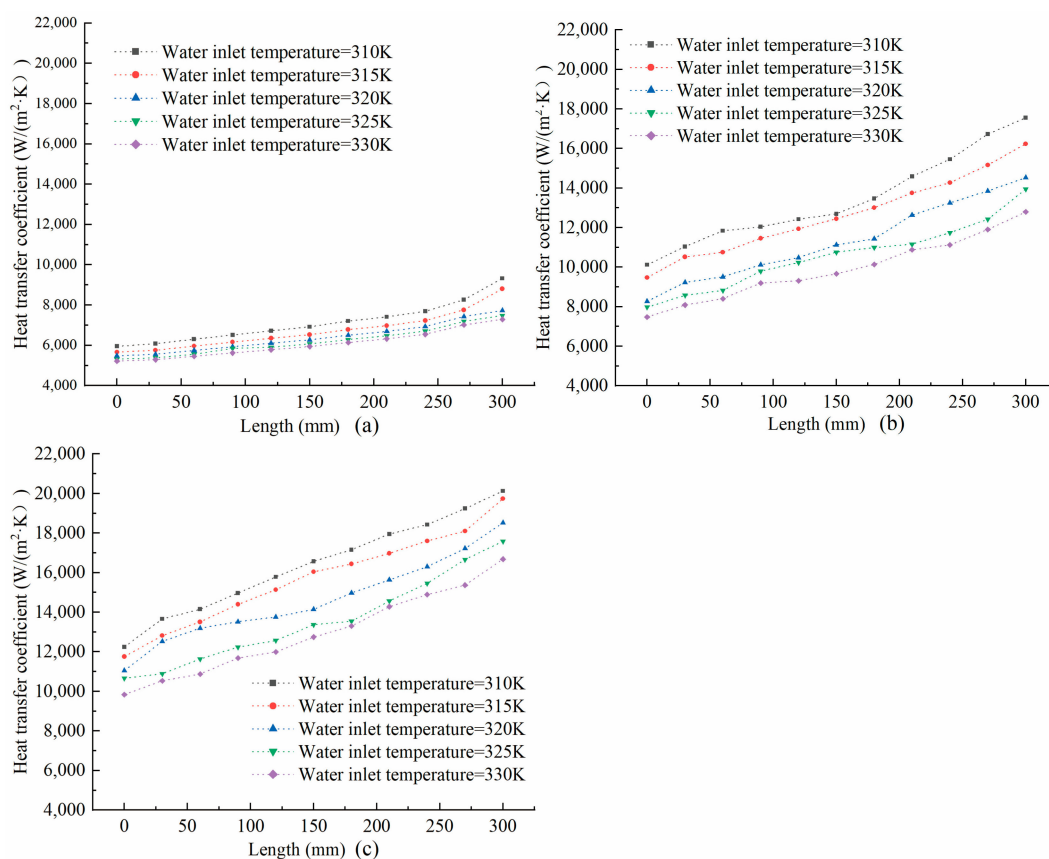 22,000
20,000
18,000
16,000
14,000
12,000
10,000
8,000
6,000
4,000
Heat transfer coefficient (W/(m²·K）)
Water inlet temperature=310K
Water inlet temperature=315K
Water inlet temperature=320K
Water inlet temperature=325K
Water inlet temperature=330K
0 50 100 150 200 250 300
Length (mm) (a)
22,000
20,000
18,000
16,000
14,000
12,000
10,000
8,000
6,000
4,000
Heat transfer coefficient (W/(m²·K）)
Water inlet temperature=310K
Water inlet temperature=315K
Water inlet temperature=320K
Water inlet temperature=325K
Water inlet temperature=330K
0 50 100 150 200 250 300
Length (mm) (b)
22,000
20,000
18,000
16,000
14,000
12,000
10,000
8,000
6,000
4,000
Heat transfer coefficient (W/(m²·K）)
Water inlet temperature=310K
Water inlet temperature=315K
Water inlet temperature=320K
Water inlet temperature=325K
Water inlet temperature=330K
0 50 100 150 200 250 300
Length (mm) (c)